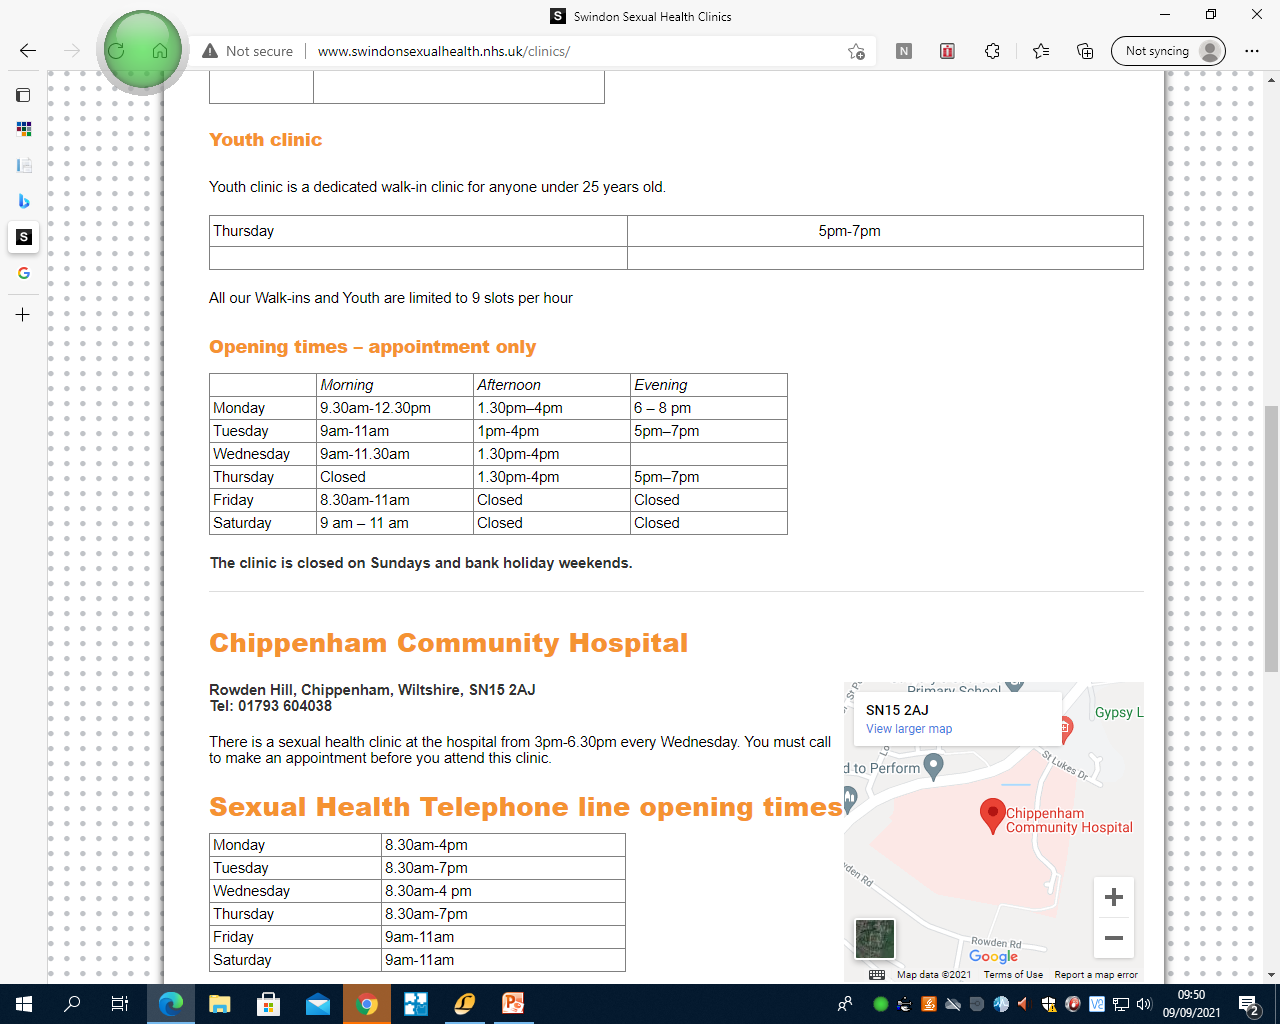 Swindon Sexual Health Clinics
Not secure
www.swindonsexualhealth.nhs.uk/clinics/
Not syncing
Youth clinic
Youth clinic is a dedicated walk-in clinic for anyone under 25 years old.
Thursday 5pm-7pm
All our Walk-ins and Youth are limited to 9 slots per hour
Opening times – appointment only
Morning Afternoon Evening
Monday 9.30am-12.30pm 1.30pm–4pm 6 – 8 pm
Tuesday 9am-11am 1pm-4pm 5pm–7pm
Wednesday 9am-11.30am 1.30pm-4pm
Thursday Closed 1.30pm-4pm 5pm–7pm
Friday 8.30am-11am Closed Closed
Saturday 9 am – 11 am Closed Closed
The clinic is closed on Sundays and bank holiday weekends.
Chippenham Community Hospital
Rowden Hill, Chippenham, Wiltshire, SN15 2AJ
Tel: 01793 604038
There is a sexual health clinic at the hospital from 3pm-6.30pm every Wednesday. You must call
to make an appointment before you attend this clinic.
Sexual Health Telephone line opening times
Monday 8.30am-4pm
Tuesday 8.30am-7pm
Wednesday 8.30am-4 pm
Thursday 8.30am-7pm
Friday 9am-11am
Saturday 9am-11am
Primary School
SN15 2AJ
View larger map
Gypsy L
St Lukes Dr
d to Perform
Chippenham
Community Hospital
wden Rd
Rowden Rd
Google
Map data ©2021 Terms of Use Report a map error
09:50
09/09/2021
2